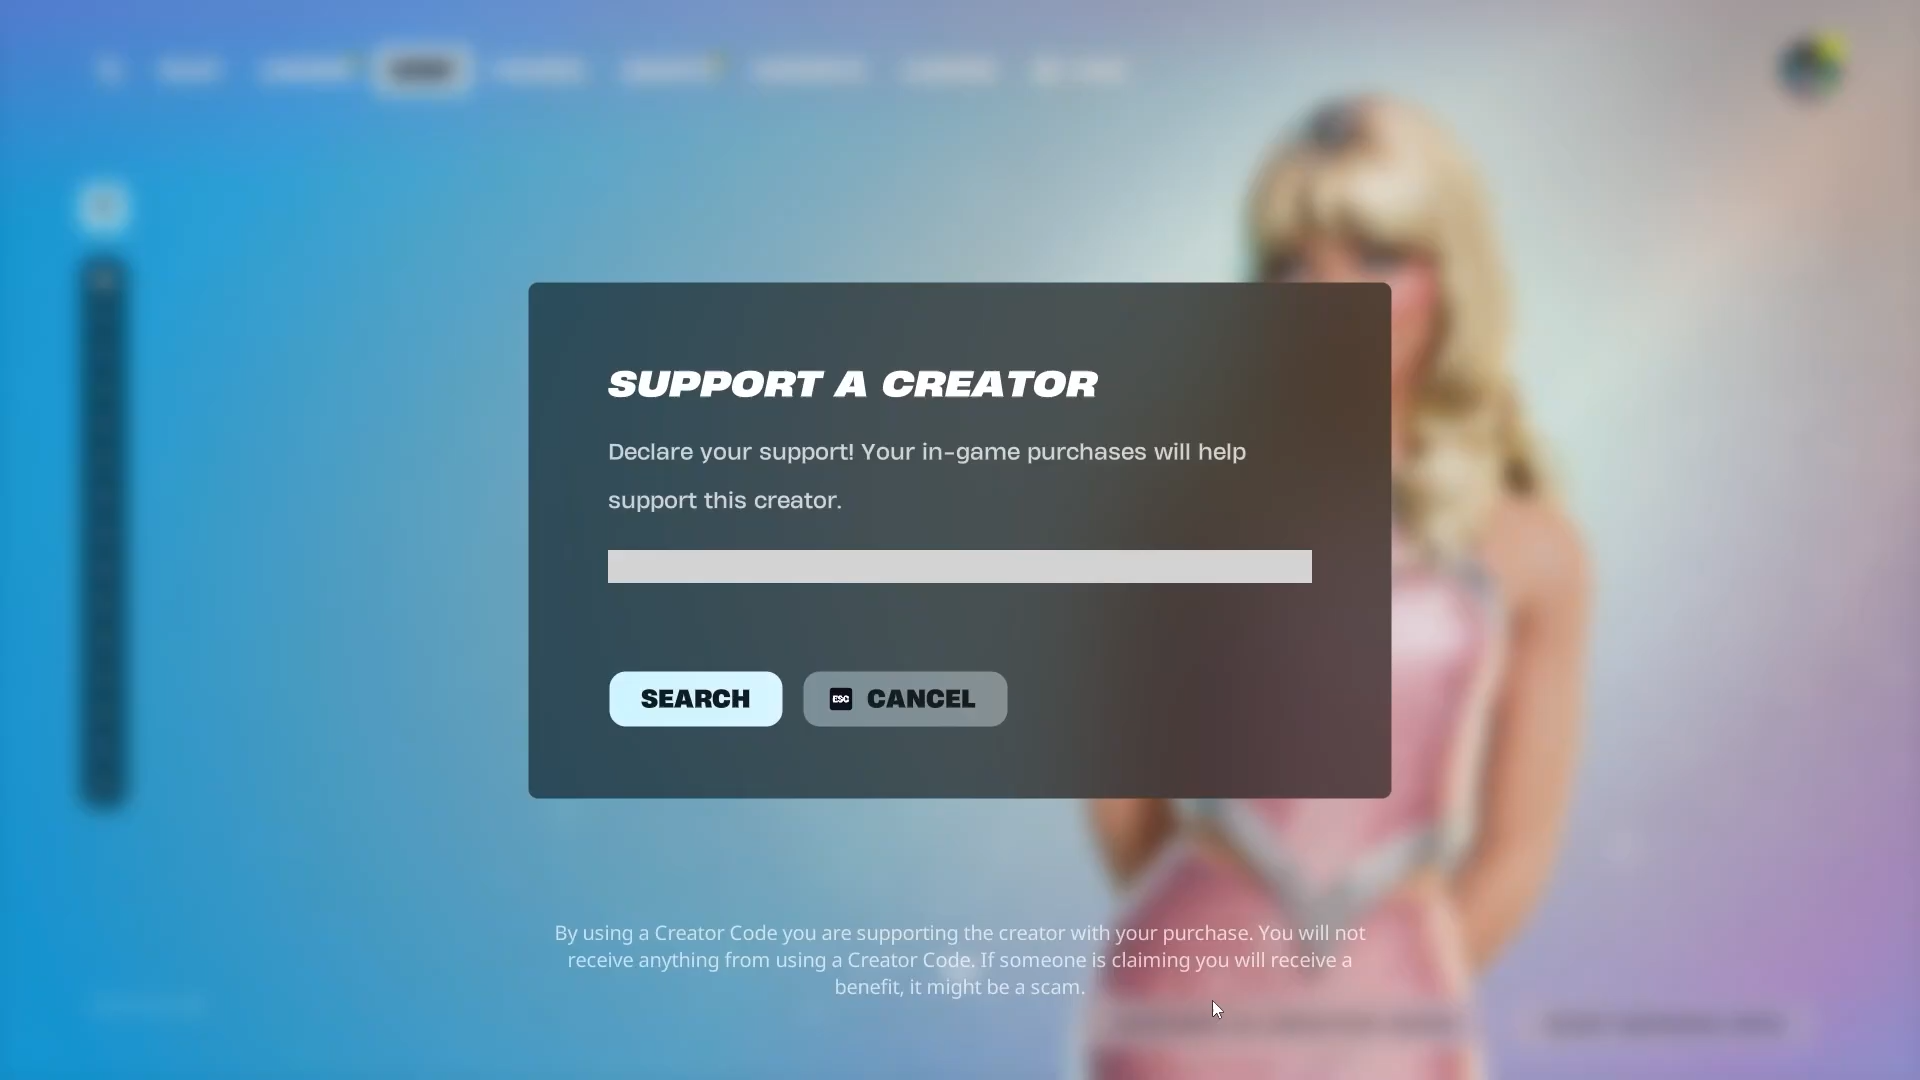 SUPPORT A CREATOR
Declare your support! Your in-game purchases will help
support this creator.
SEARCH
ESC CANCEL
By using a Creator Code you are supporting the creator with your purchase. You will not
receive anything from using a Creator Code. If someone is claiming you will receive a
benefit, it might be a scam.